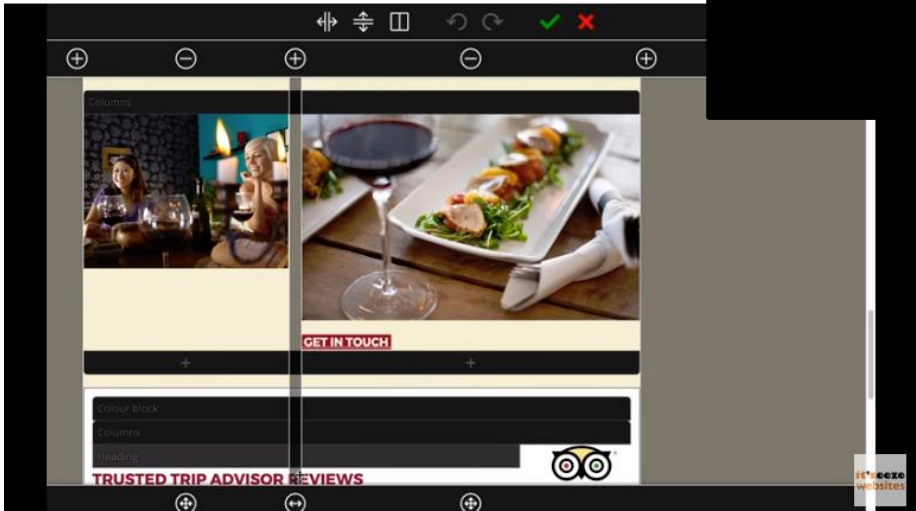 Columns
GET IN TOUCH
Colour block
Columns
Heading
TRUSTED TRIP ADVISOR REVIEWS
it'seeze
websites